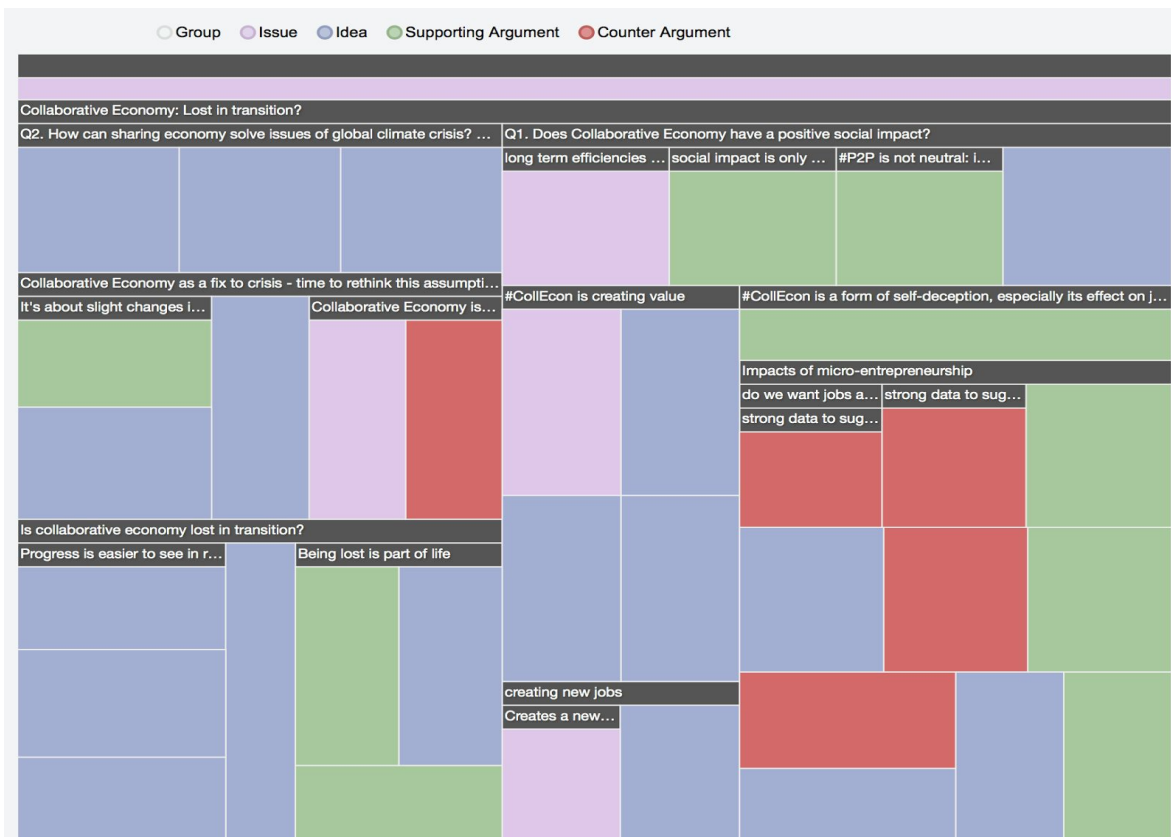 Group Issue Idea Supporting Argument Counter Argument
Collaborative Economy: Lost in transition?
Q2. How can sharing economy solve issues of global climate crisis? ...
Q1. Does Collaborative Economy have a positive social impact?
long term efficiencies ...
social impact is only ...
#P2P is not neutral: i...
Collaborative Economy as a fix to crisis - time to rethink this assumpti...
It's about slight changes i...
Collaborative Economy is...
#CollEcon is creating value
#CollEcon is a form of self-deception, especially its effect on j...
Impacts of micro-entrepreneurship
do we want jobs a...
strong data to sug...
strong data to sug...
Is collaborative economy lost in transition?
Progress is easier to see in r...
Being lost is part of life
creating new jobs
Creates a new...